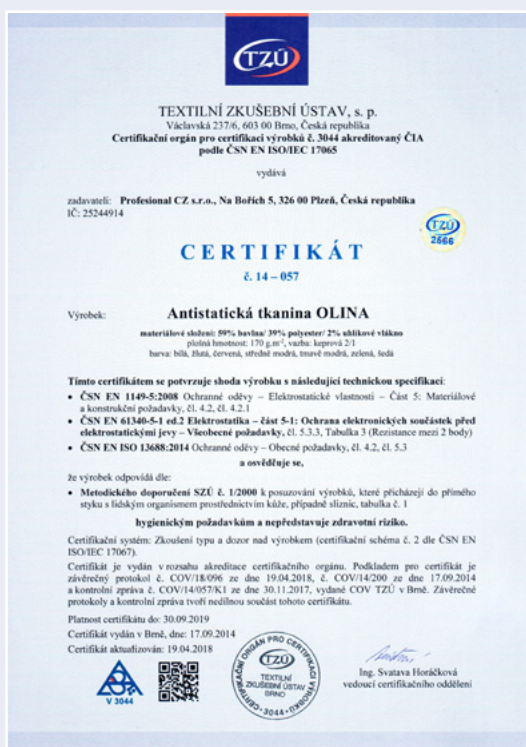 TZÚ
TEXTILNÍ ZKUŠEBNÍ ÚSTAV, s. p.
Václavská 237/6, 603 00 Brno, Česká republika
Certifikační orgán pro certifikaci výrobků č. 3044 akreditovaný ČIA
podle ČSN EN ISO/IEC 17065
vydává
zadavateli: Profesional CZ s.r.o., Na Bořích 5, 326 00 Plzeň, Česká republika
IČ: 25244914
TZÚ
2866
CERTIFIKÁT
č. 14 – 057
Výrobek: Antistatická tkanina OLINA
materiálové složení: 59% bavlna/ 39% polyester/ 2% uhlíkové vlákno
plošná hmotnost: 170 g.m-2, vazba: keprová 2/1
barva: bílá, žlutá, červená, středně modrá, tmavě modrá, zelená, šedá
Tímto certifikátem se potvrzuje shoda výrobku s následující technickou specifikací:
• ČSN EN 1149-5:2008 Ochranné oděvy – Elektrostatické vlastnosti – Část 5: Materiálové
a konstrukční požadavky, čl. 4.2, čl. 4.2.1
• ČSN EN 61340-5-1 ed.2 Elektrostatika – část 5-1: Ochrana elektronických součástek před
elektrostatickými jevy – Všeobecné požadavky, čl. 5.3.3, Tabulka 3 (Rezistance mezi 2 body)
• ČSN EN ISO 13688:2014 Ochranné oděvy – Obecné požadavky, čl. 4.2, čl. 5.3
a osvědčuje se,
že výrobek odpovídá dle:
• Metodického doporučení SZÚ č. 1/2000 k posuzování výrobků, které přicházejí do přímého
styku s lidským organismem prostřednictvím kůže, případně sliznic, tabulka č. 1
hygienickým požadavkům a nepředstavuje zdravotní riziko.
Certifikační systém: Zkoušení typu a dozor nad výrobkem (certifikační schéma č. 2 dle ČSN EN
ISO/IEC 17067).
Certifikát je vydán v rozsahu akreditace certifikačního orgánu. Podkladem pro certifikát je
závěrečný protokol č. COV/18/096 ze dne 19.04.2018, č. COV/14/200 ze dne 17.09.2014
a kontrolní zpráva č. COV/14/057/K1 ze dne 30.11.2017, vydané COV TZÚ v Brně. Závěrečné
protokoly a kontrolní zpráva tvoří nedílnou součást tohoto certifikátu.
Platnost certifikátu do: 30.09.2019
Certifikát vydán v Brně, dne: 17.09.2014
Certifikát aktualizován: 19.04.2018
V 3044
CERTIFIKAČNÍ ORGÁN PRO CERTIFIKACI VÝROBKŮ
TZÚ
TEXTILNÍ
ZKUŠEBNÍ ÚSTAV
BRNO
3044
Ing. Svatava Horáčková
vedoucí certifikačního oddělení